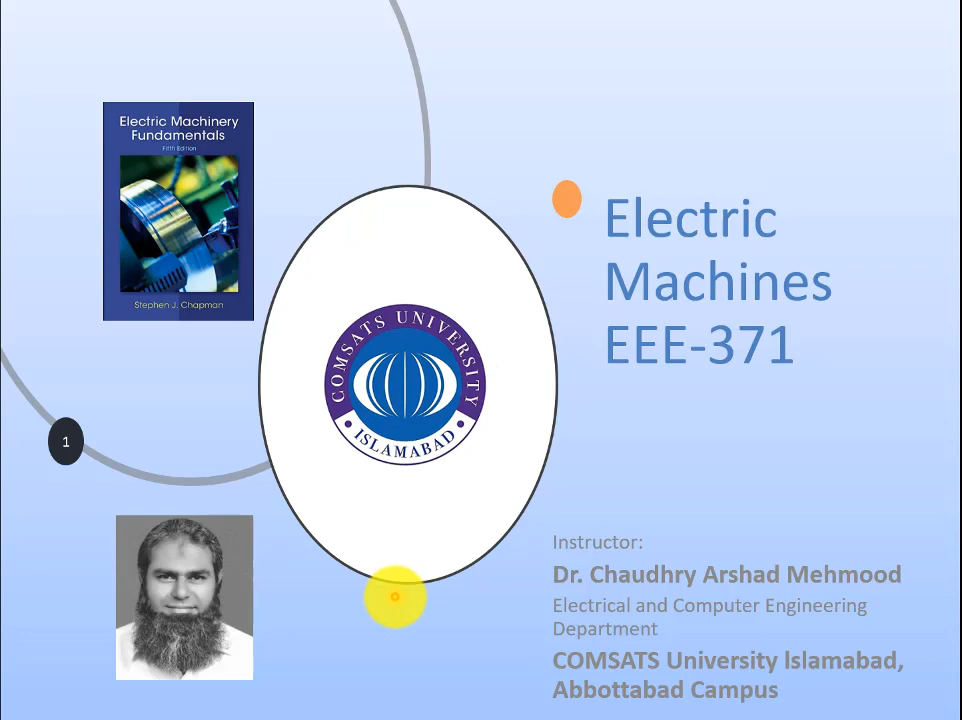 Electric Machinery
Fundamentals
Fifth Edition
Stephen J. Chapman
COMSATS UNIVERSITY
ISLAMABAD
1
Electric
Machines
EEE-371
Instructor:
Dr. Chaudhry Arshad Mehmood
Electrical and Computer Engineering
Department
COMSATS University Islamabad,
Abbottabad Campus